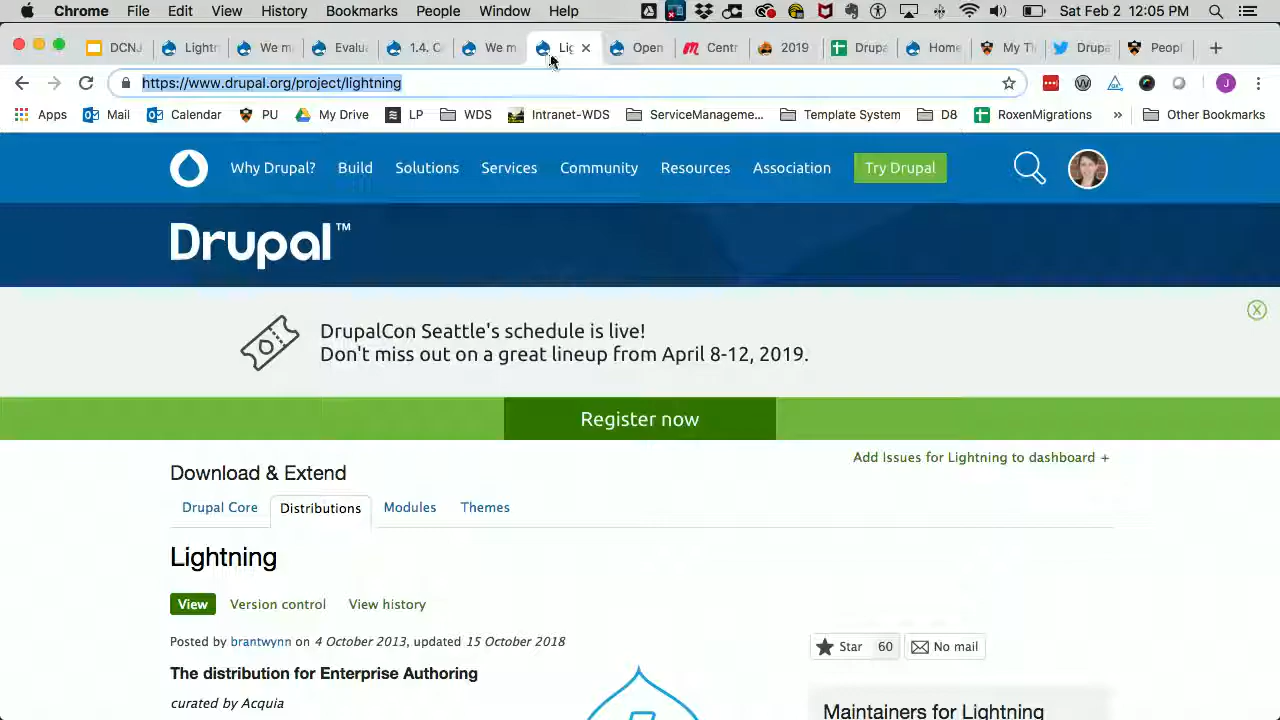 Chrome File Edit View History Bookmarks People Window Help Sat Feb 2 12:05 PM
DCNJ Lightn We m Evalu 1.4. C We m Lig Open Centr 201 Drupa Home My T Drupa Peopl
https://www.drupal.org/project/lightning J
Apps Mail Calendar PU My Drive LP WDS Intranet-WDS ServiceManageme... Template System D8 RoxenMigrations » Other Bookmarks
Why Drupal? Build Solutions Services Community Resources Association Try Drupal
Drupal™
DrupalCon Seattle's schedule is live!
Don't miss out on a great lineup from April 8-12, 2019.
Register now
Add Issues for Lightning to dashboard +
Download & Extend
Drupal Core Distributions Modules Themes
Lightning
View Version control View history
Posted by brantwynn on 4 October 2013, updated 15 October 2018
Star 60 No mail
The distribution for Enterprise Authoring
curated by Acquia
Maintainers for Lightning